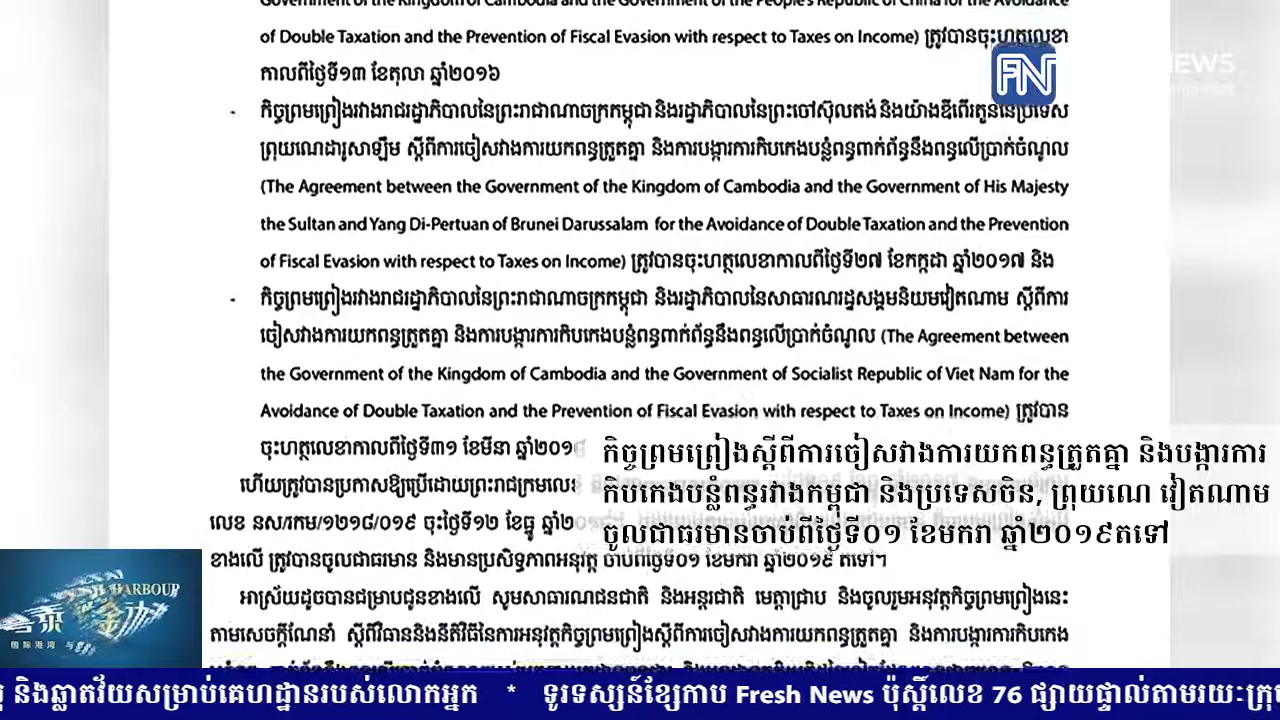 Government of the Kingdom of Cambodia and the Government of the People's Republic of China for the Avoidance
of Double Taxation and the Prevention of Fiscal Evasion with respect to Taxes on Income) ត្រូវបានចុះហត្ថលេខា
កាលពីថ្ងៃទី១៣ ខែតុលា ឆ្នាំ២០១៦
FN
NEWS
- កិច្ចព្រមព្រៀងរវាងរាជរដ្ឋាភិបាលនៃព្រះរាជាណាចក្រកម្ពុជា និងរដ្ឋាភិបាលនៃព្រះចៅស៊ុលតង់ និងយ៉ាងឌីពើរតួននៃប្រទេស
ព្រុយណេដារូសាឡឹម ស្តីពីការចៀសវាងការយកពន្ធត្រួតគ្នា និងការបង្ការការកិបកេងបន្លំពន្ធពាក់ព័ន្ធនឹងពន្ធលើប្រាក់ចំណូល
(The Agreement between the Government of the Kingdom of Cambodia and the Government of His Majesty
the Sultan and Yang Di-Pertuan of Brunei Darussalam for the Avoidance of Double Taxation and the Prevention
of Fiscal Evasion with respect to Taxes on Income) ត្រូវបានចុះហត្ថលេខាកាលពីថ្ងៃទី២៧ ខែកក្កដា ឆ្នាំ២០១៧ និង
- កិច្ចព្រមព្រៀងរវាងរាជរដ្ឋាភិបាលនៃព្រះរាជាណាចក្រកម្ពុជា និងរដ្ឋាភិបាលនៃសាធារណរដ្ឋសង្គមនិយមវៀតណាម ស្តីពីការ
ចៀសវាងការយកពន្ធត្រួតគ្នា និងការបង្ការការកិបកេងបន្លំពន្ធពាក់ព័ន្ធនឹងពន្ធលើប្រាក់ចំណូល (The Agreement between
the Government of the Kingdom of Cambodia and the Government of Socialist Republic of Viet Nam for the
Avoidance of Double Taxation and the Prevention of Fiscal Evasion with respect to Taxes on Income) ត្រូវបាន
ចុះហត្ថលេខាកាលពីថ្ងៃទី៣១ ខែមីនា ឆ្នាំ២០១៨
ហើយត្រូវបានប្រកាសឱ្យប្រើដោយព្រះរាជក្រមលេខ
លេខ នស/រកម/១២១៨/០១៩ ចុះថ្ងៃទី១២ ខែធ្នូ ឆ្នាំ២០១៨
កិច្ចព្រមព្រៀងស្តីពីការចៀសវាងការយកពន្ធត្រួតគ្នា និងបង្ការការ
កិបកេងបន្លំពន្ធរវាងកម្ពុជា និងប្រទេសចិន, ព្រុយណេ វៀតណាម
ចូលជាធរមានចាប់ពីថ្ងៃទី០១ ខែមករា ឆ្នាំ២០១៩តទៅ
ខាងលើ ត្រូវបានចូលជាធរមាន និងមានប្រសិទ្ធភាពអនុវត្ត ចាប់ពីថ្ងៃទី០១ ខែមករា ឆ្នាំ២០១៩ តទៅ។
អាស្រ័យដូចបានជម្រាបជូនខាងលើ សូមសាធារណជនជាតិ និងអន្តរជាតិ មេត្តាជ្រាប និងចូលរួមអនុវត្តកិច្ចព្រមព្រៀងនេះ
តាមសេចក្តីណែនាំ ស្តីពីវិធាននិងនីតិវិធីនៃការអនុវត្តកិច្ចព្រមព្រៀងស្តីពីការចៀសវាងការយកពន្ធត្រួតគ្នា និងការបង្ការការកិបកេង
HARBOUR
国际港湾 与
និងឆ្លាតវ័យសម្រាប់គេហដ្ឋានរបស់លោកអ្នក * ទូរទស្សន៍ខ្សែកាប Fresh News ប៉ុស្តិ៍លេខ 76 ផ្សាយផ្ទាល់តាមរយៈក្រុម